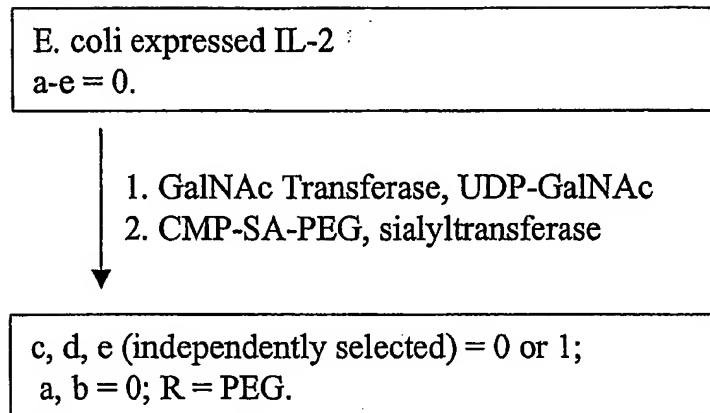 E. coli expressed IL-2
a-e = 0.
1. GalNAc Transferase, UDP-GalNAc
2. CMP-SA-PEG, sialyltransferase
c, d, e (independently selected) = 0 or 1;
a, b = 0; R = PEG.